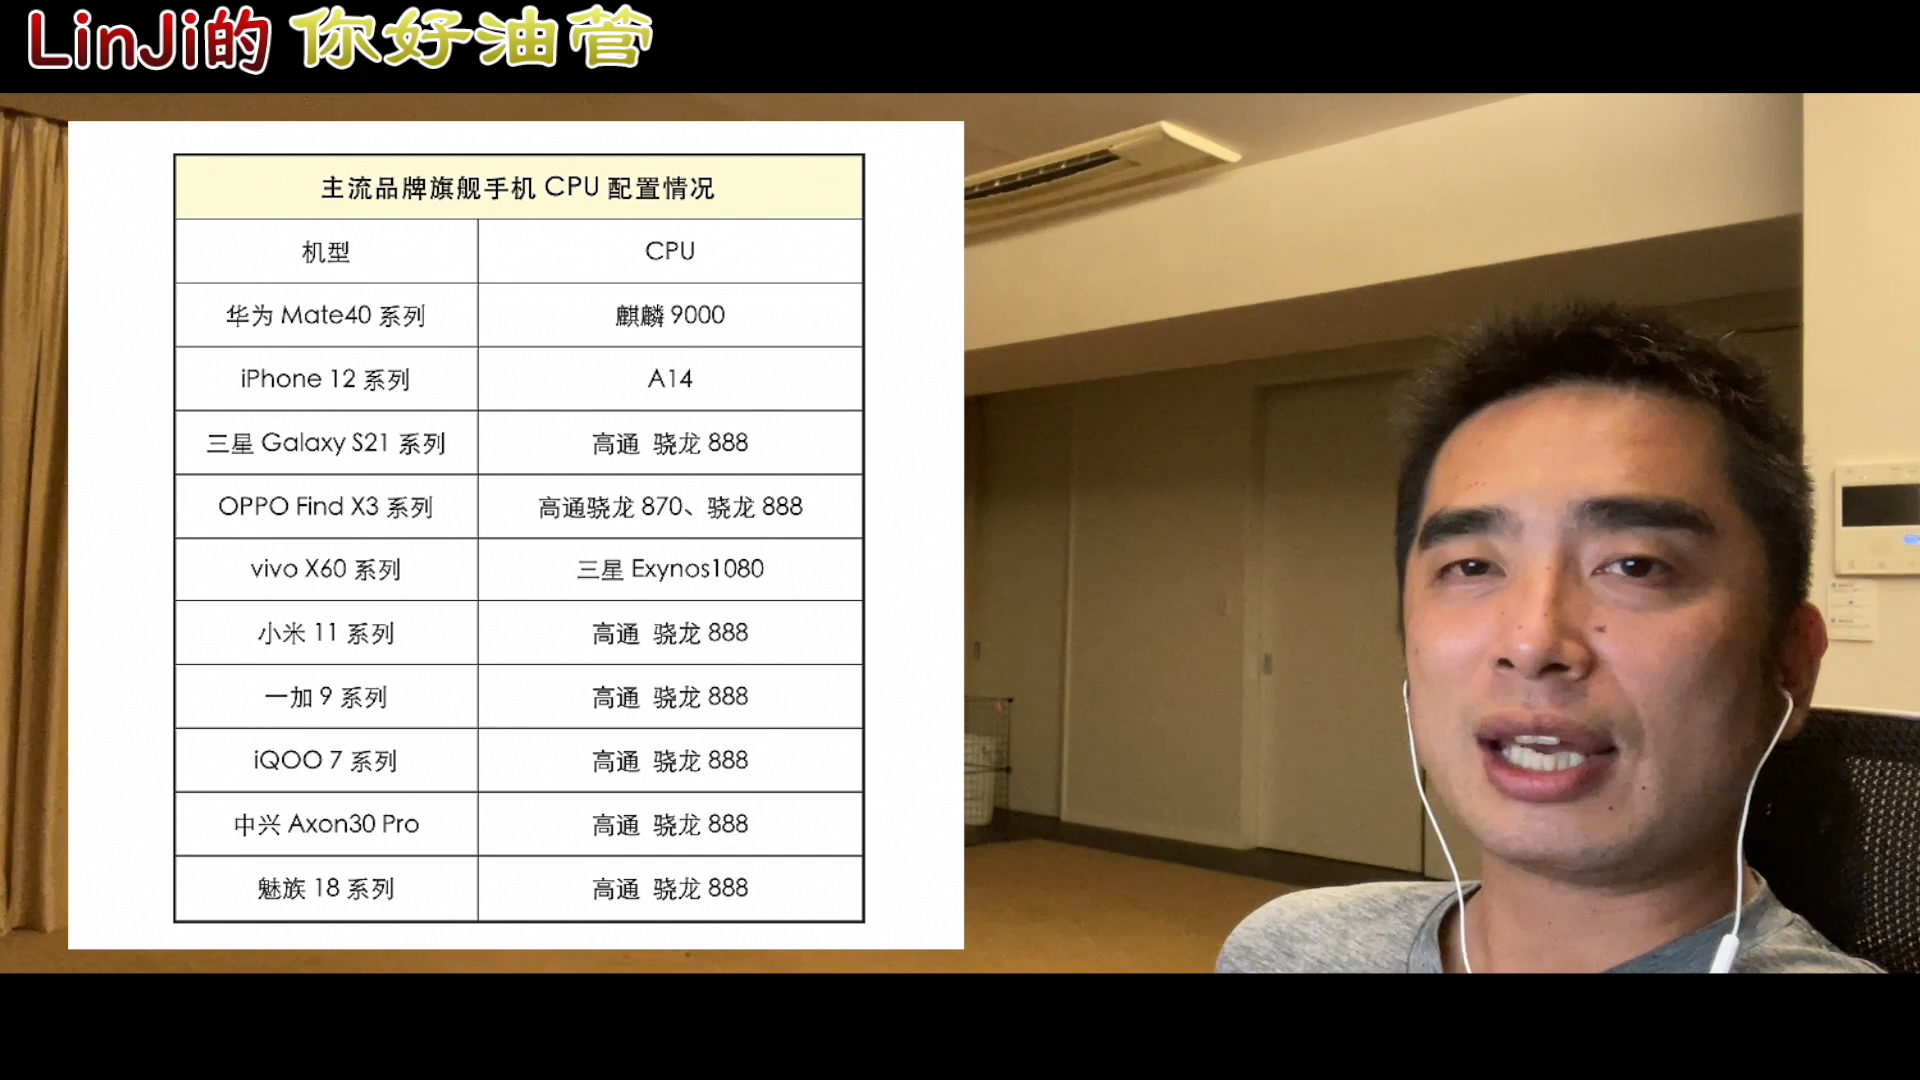 LinJi的 你好油管
主流品牌旗舰手机 CPU 配置情况
机型 CPU
华为 Mate40 系列 麒麟 9000
iPhone 12 系列 A14
三星 Galaxy S21 系列 高通 骁龙 888
OPPO Find X3 系列 高通骁龙 870、骁龙 888
vivo X60 系列 三星 Exynos1080
小米 11 系列 高通 骁龙 888
一加 9 系列 高通 骁龙 888
iQOO 7 系列 高通 骁龙 888
中兴 Axon30 Pro 高通 骁龙 888
魅族 18 系列 高通 骁龙 888